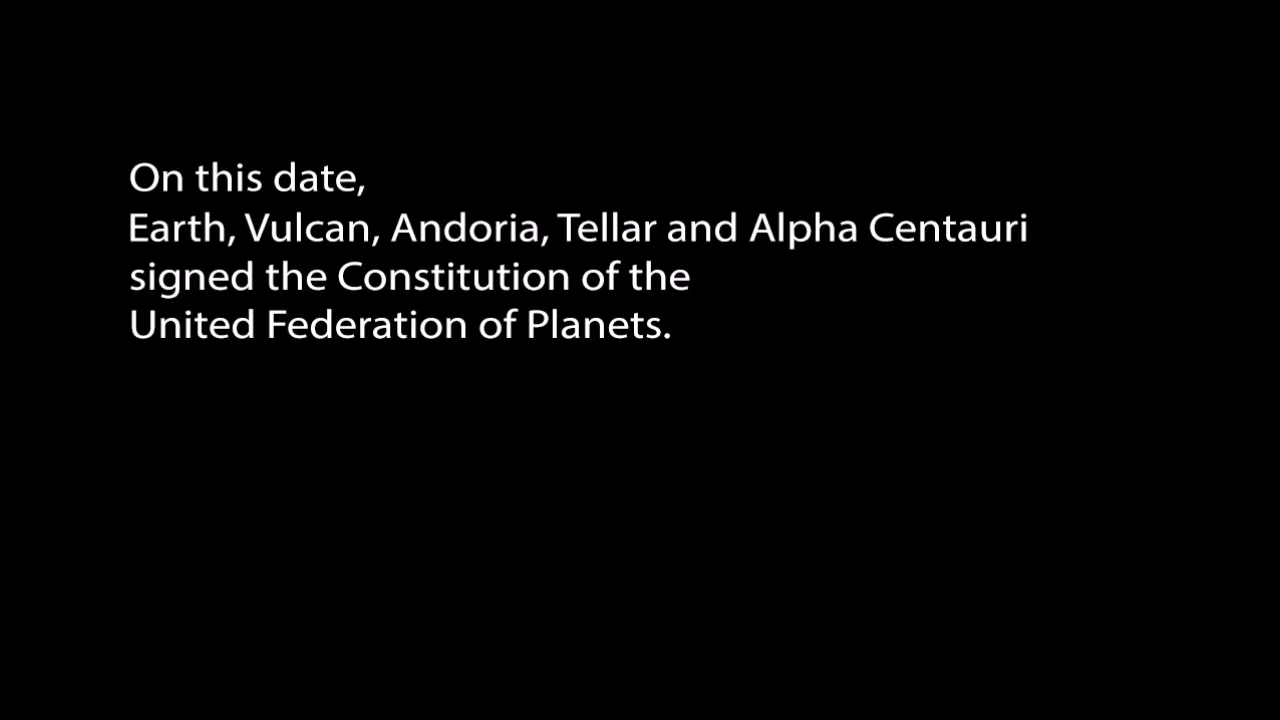 On this date,
Earth, Vulcan, Andoria, Tellar and Alpha Centauri
signed the Constitution of the
United Federation of Planets.